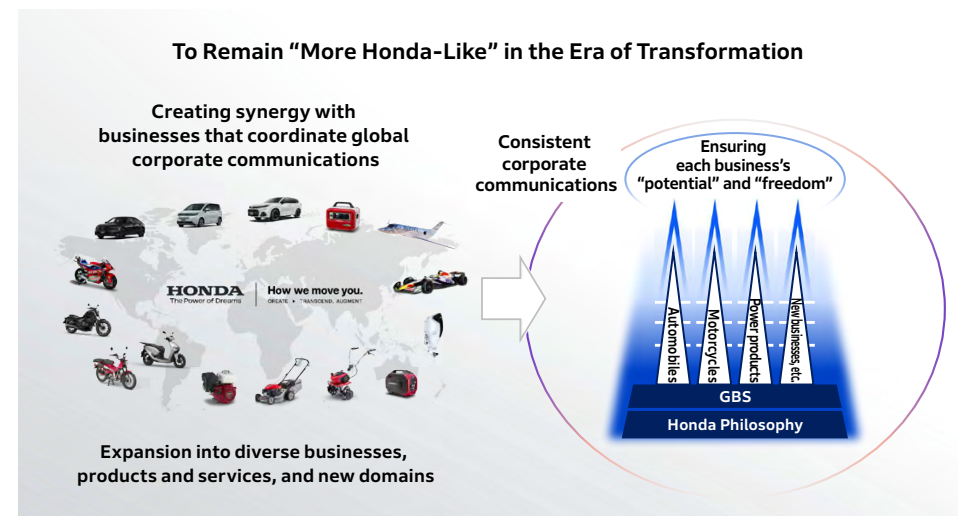 To Remain “More Honda-Like” in the Era of Transformation
Creating synergy with
businesses that coordinate global
corporate communications
HONDA
The Power of Dreams
How we move you.
CREATE ▸ TRANSCEND, AUGMENT
Expansion into diverse businesses,
products and services, and new domains
Consistent
corporate
communications
Ensuring
each business’s
“potential” and “freedom”
Automobiles
Motorcycles
Power products
New businesses, etc.
GBS
Honda Philosophy